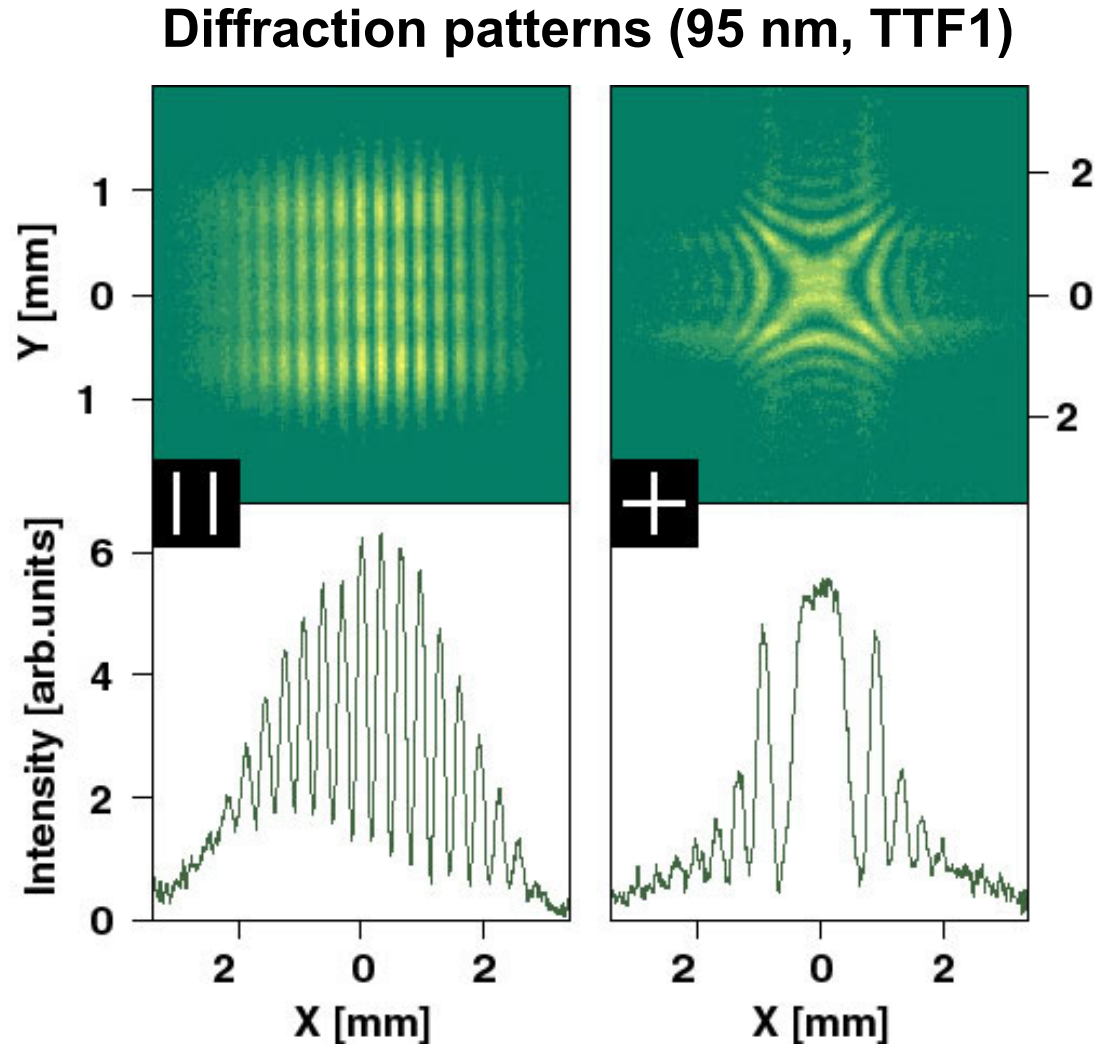 Diffraction patterns (95 nm, TTF1)
Y [mm]
1
0
1
2
0
2
Intensity [arb.units]
6
4
2
0
2 0 2
2 0 2
X [mm]
X [mm]